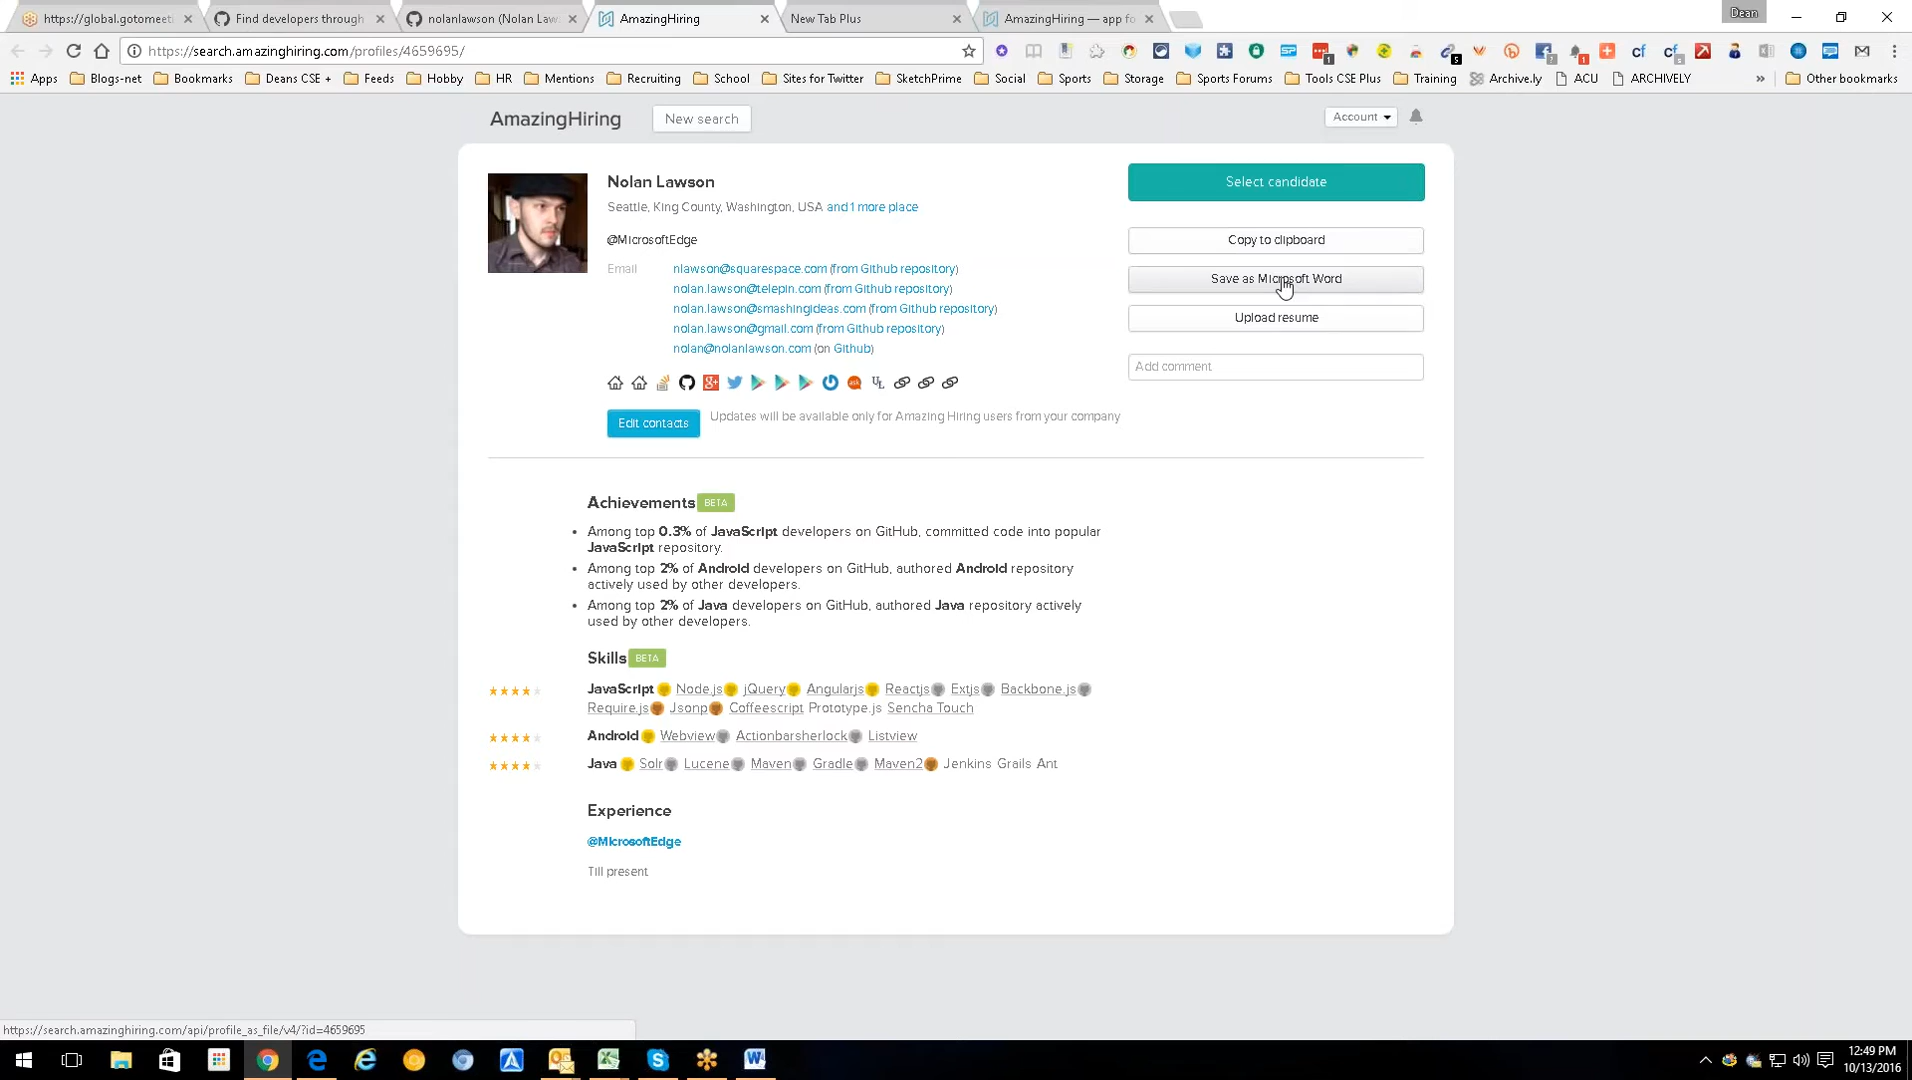 https://global.gotomeeti
Find developers through
nolanlawson (Nolan Law
AmazingHiring
New Tab Plus
AmazingHiring — app fo
Dean
https://search.amazinghiring.com/profiles/4659695/
Apps
Blogs-net
Bookmarks
Deans CSE +
Feeds
Hobby
HR
Mentions
Recruiting
School
Sites for Twitter
SketchPrime
Social
Sports
Storage
Sports Forums
Tools CSE Plus
Training
Archive.ly
ACU
ARCHIVELY
»
Other bookmarks
AmazingHiring
New search
Account
Nolan Lawson
Seattle, King County, Washington, USA and 1 more place
@MicrosoftEdge
Email
nlawson@squarespace.com (from Github repository)
nolan.lawson@telepin.com (from Github repository)
nolan.lawson@smashingideas.com (from Github repository)
nolan.lawson@gmail.com (from Github repository)
nolan@nolanlawson.com (on Github)
Edit contacts
Updates will be available only for Amazing Hiring users from your company
Select candidate
Copy to clipboard
Save as Microsoft Word
Upload resume
Add comment
Achievements BETA
• Among top 0.3% of JavaScript developers on GitHub, committed code into popular
JavaScript repository.
• Among top 2% of Android developers on GitHub, authored Android repository
actively used by other developers.
• Among top 2% of Java developers on GitHub, authored Java repository actively
used by other developers.
Skills BETA
JavaScript Node.js jQuery Angularjs Reactjs Extjs Backbone.js
Require.js Jsonp Coffeescript Prototype.js Sencha Touch
Android Webview Actionbarsherlock Listview
Java Solr Lucene Maven Gradle Maven2 Jenkins Grails Ant
Experience
@MicrosoftEdge
Till present
https://search.amazinghiring.com/api/profile_as_file/v4/?id=4659695
12:49 PM
10/13/2016